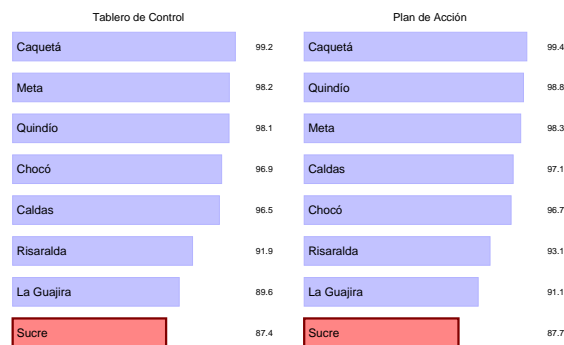 Tablero de Control
Caquetá 99.2
Meta 98.2
Quindío 98.1
Chocó 96.9
Caldas 96.5
Risaralda 91.9
La Guajira 89.6
Sucre 87.4
Plan de Acción
Caquetá 99.4
Quindío 98.8
Meta 98.3
Caldas 97.1
Chocó 96.7
Risaralda 93.1
La Guajira 91.1
Sucre 87.7